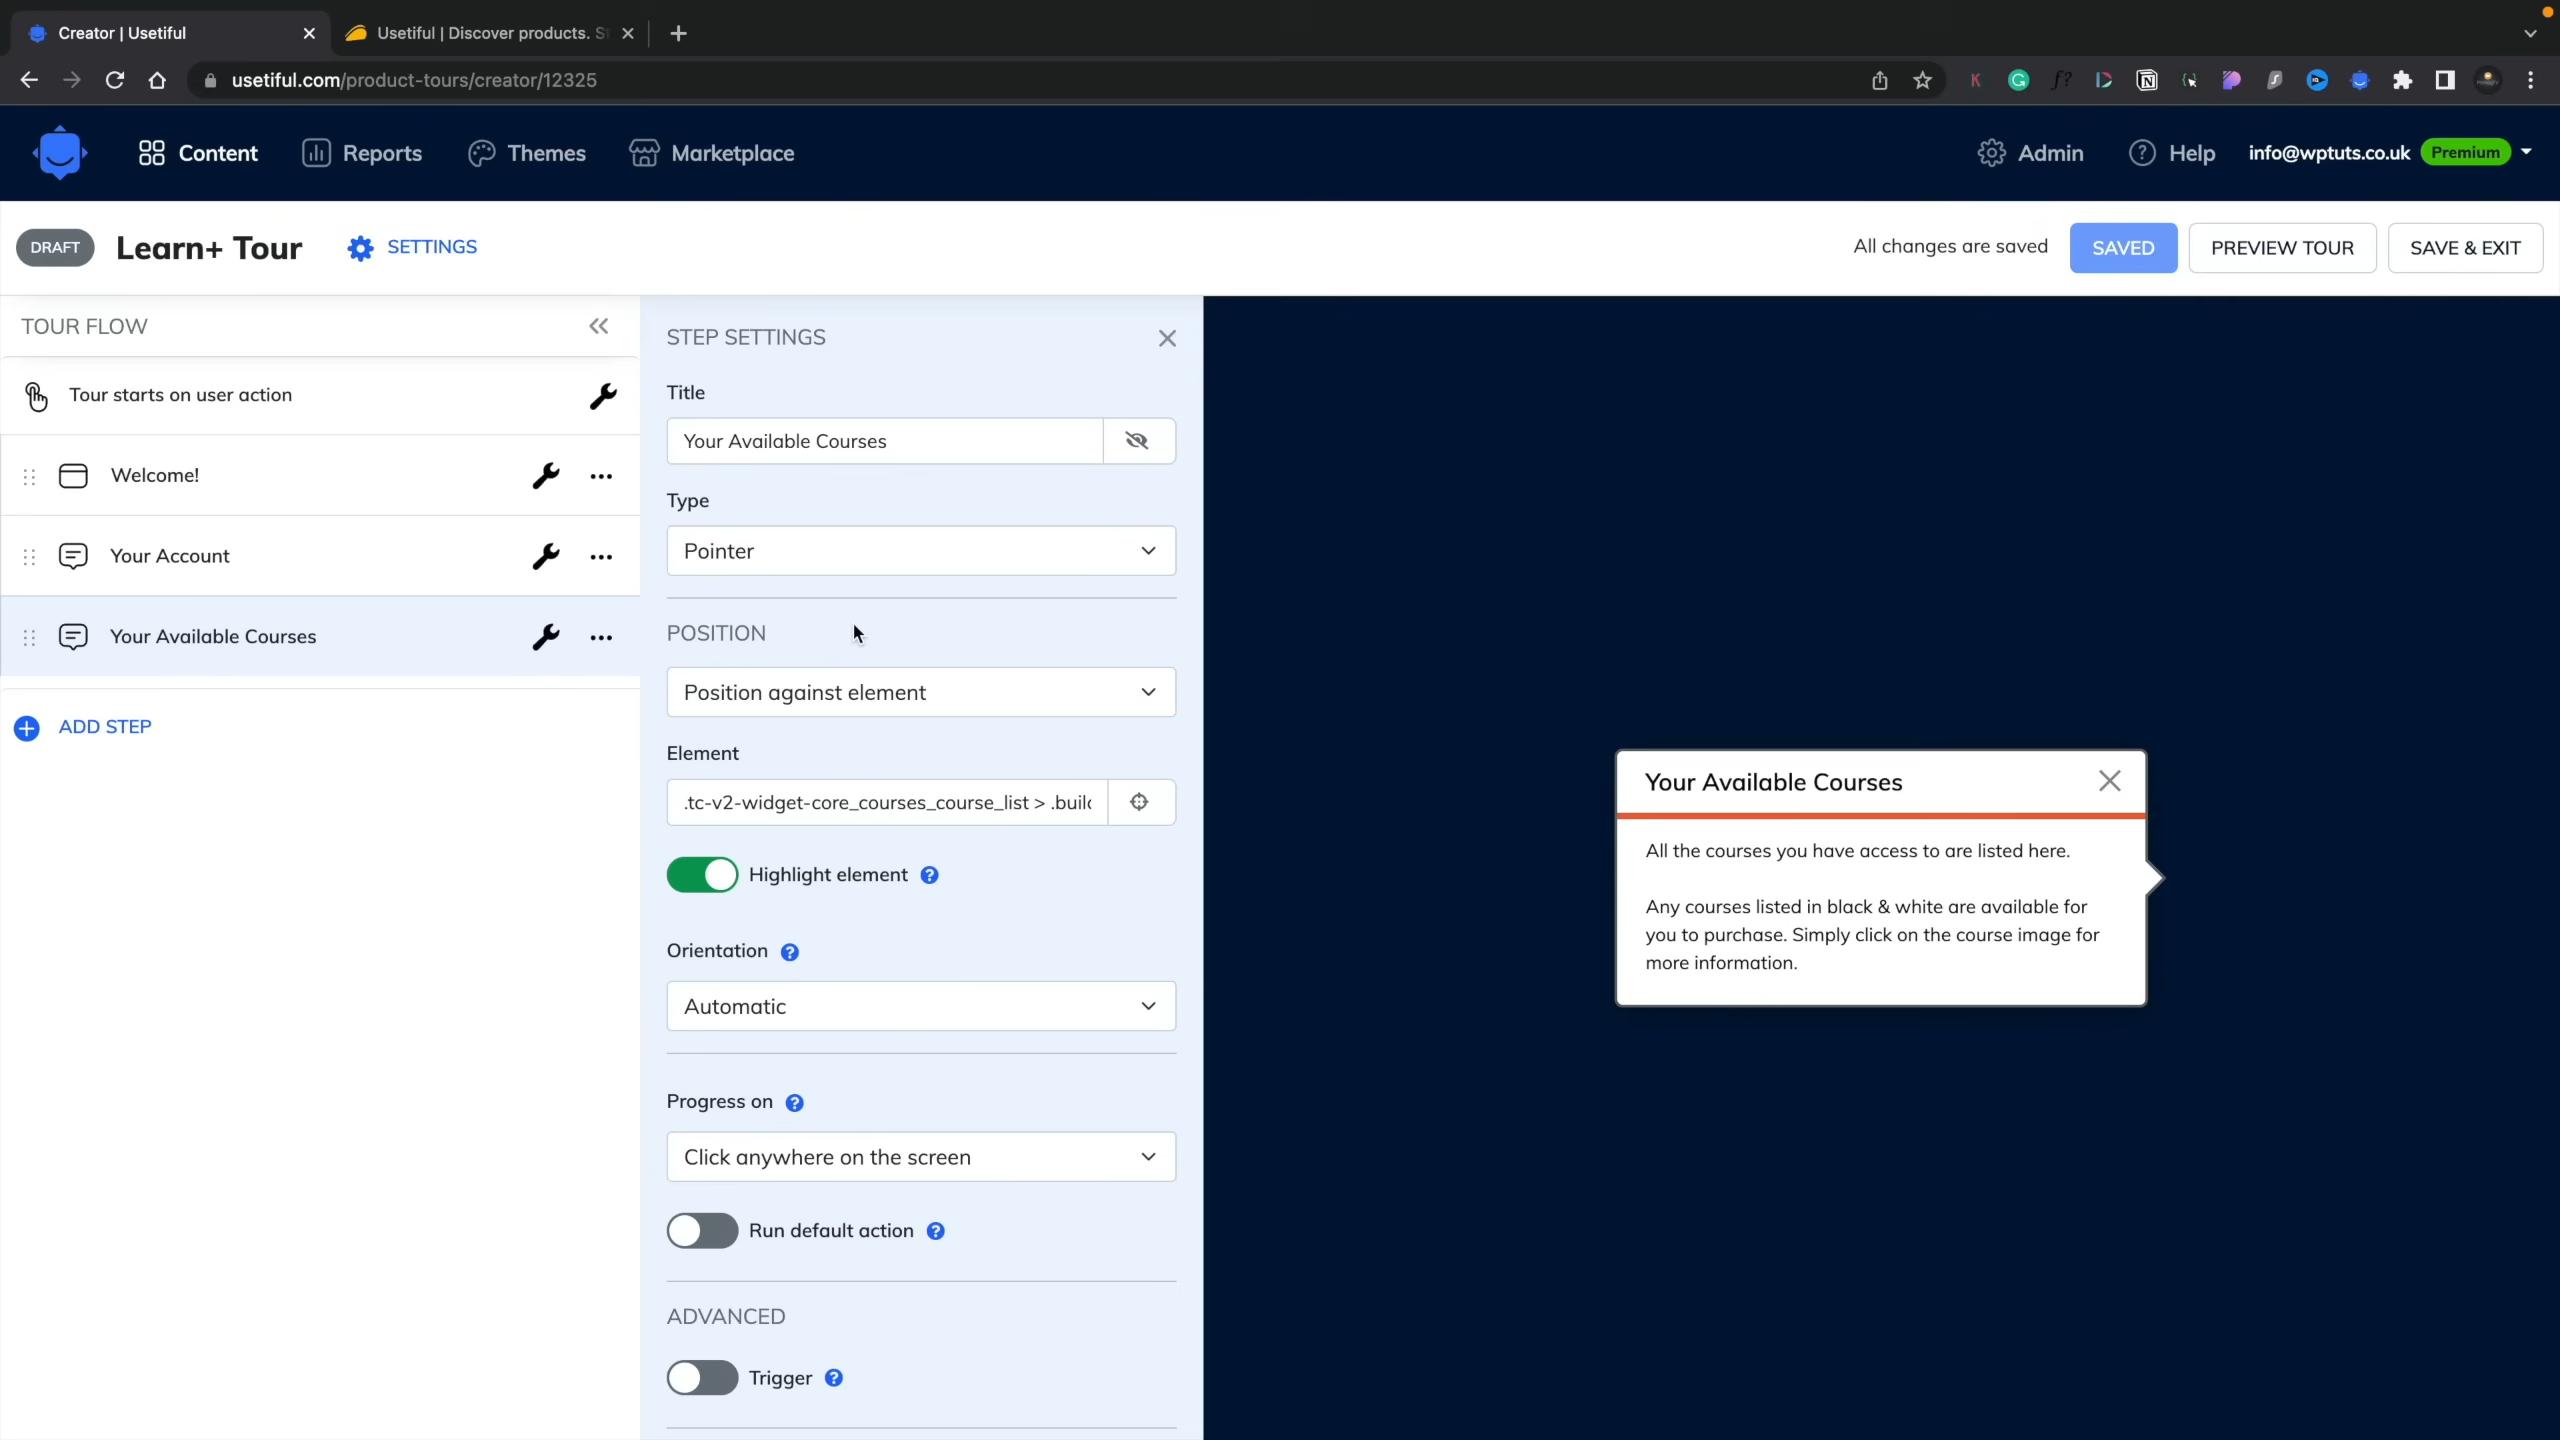 Creator | Usetiful
Usetiful | Discover products. S
usetiful.com/product-tours/creator/12325
Content
Reports
Themes
Marketplace
Admin
Help
info@wptuts.co.uk
Premium
DRAFT
Learn+ Tour
SETTINGS
All changes are saved
SAVED
PREVIEW TOUR
SAVE & EXIT
TOUR FLOW
Tour starts on user action
Welcome!
Your Account
Your Available Courses
ADD STEP
STEP SETTINGS
Title
Your Available Courses
Type
Pointer
POSITION
Position against element
Element
.tc-v2-widget-core_courses_course_list > .buil
Highlight element
Orientation
Automatic
Progress on
Click anywhere on the screen
Run default action
ADVANCED
Trigger
Your Available Courses
All the courses you have access to are listed here.
Any courses listed in black & white are available for
you to purchase. Simply click on the course image for
more information.